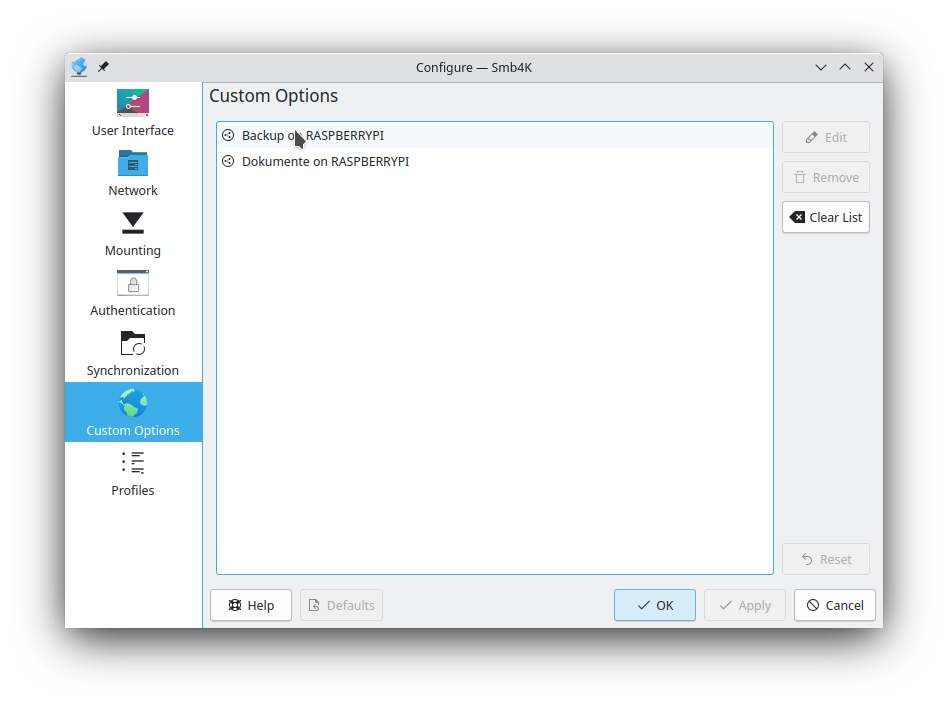 Configure — Smb4K
User Interface
Network
Mounting
Authentication
Synchronization
Custom Options
Profiles
Custom Options
Backup on RASPBERRYPI
Dokumente on RASPBERRYPI
Edit
Remove
Clear List
Reset
Help
Defaults
OK
Apply
Cancel